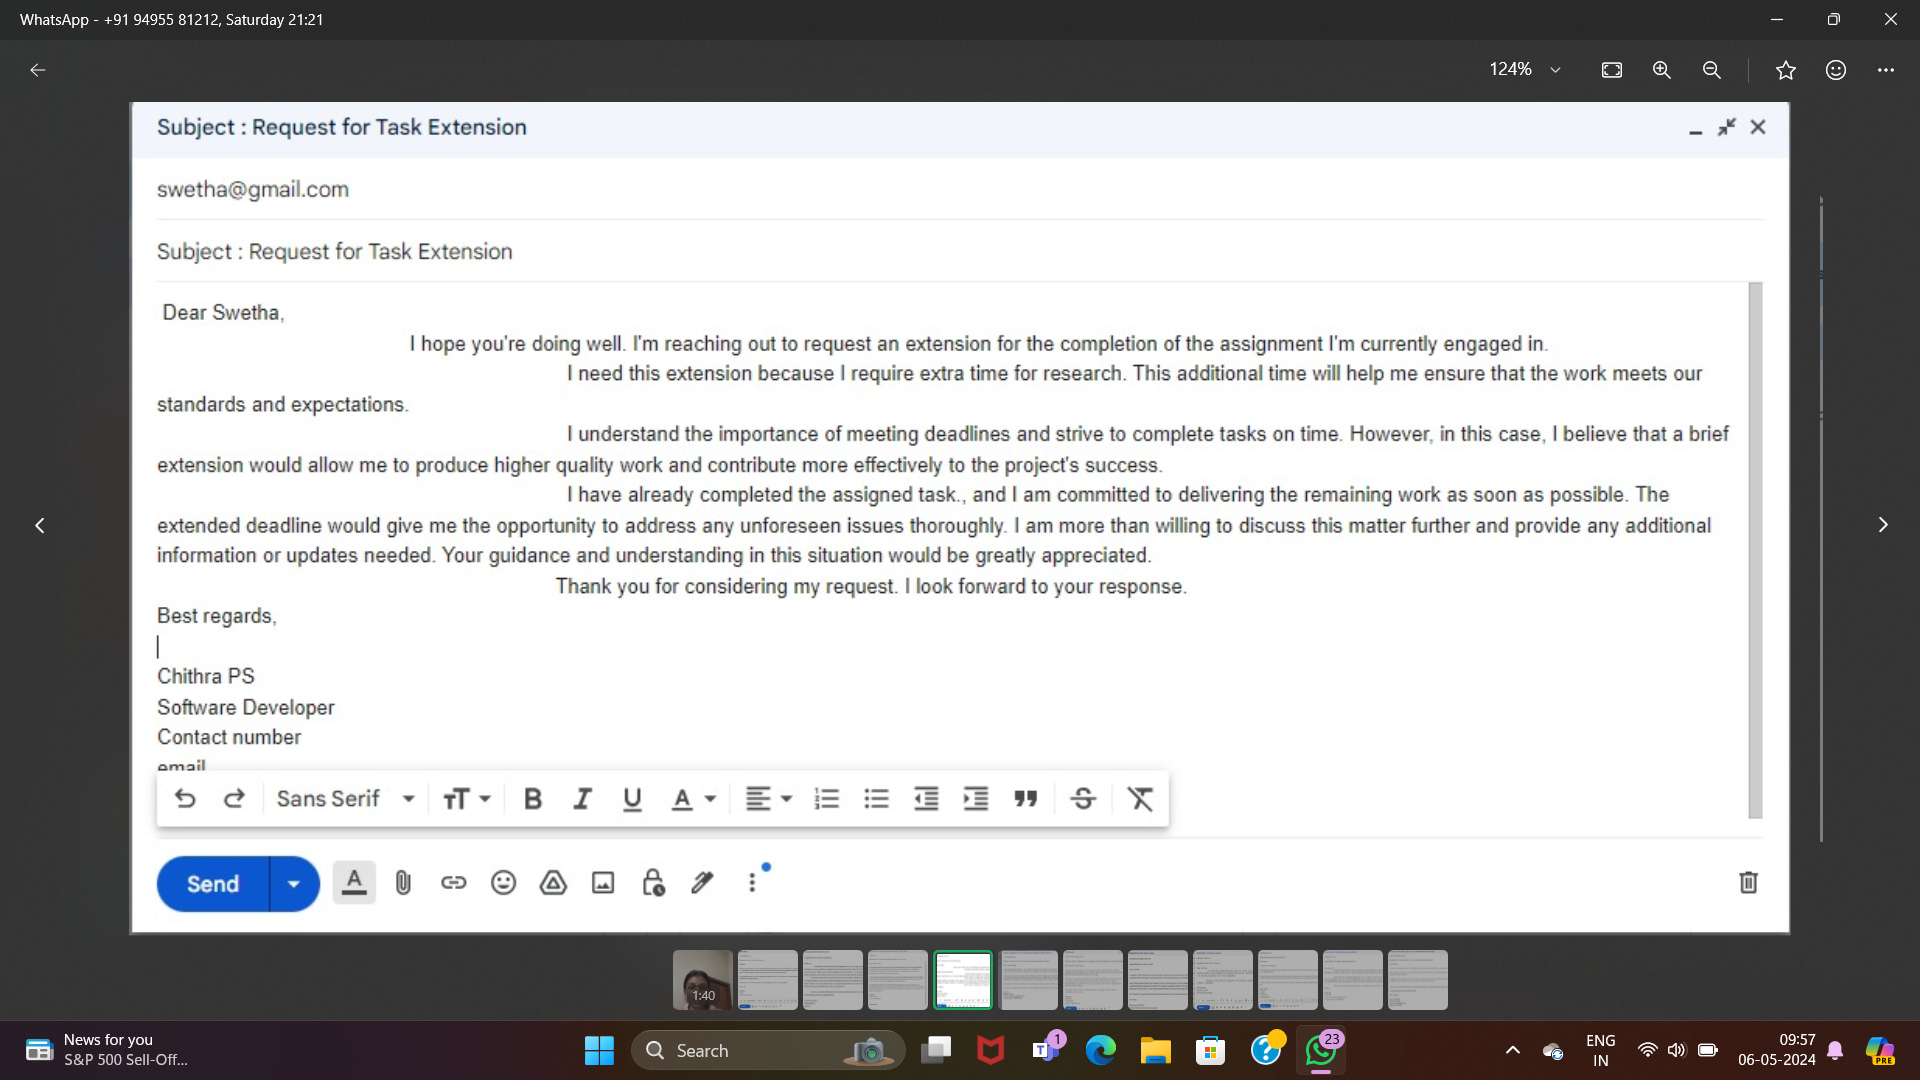 WhatsApp - +91 94955 81212, Saturday 21:21
124%
Subject : Request for Task Extension
swetha@gmail.com
Subject : Request for Task Extension
Dear Swetha,
I hope you're doing well. I'm reaching out to request an extension for the completion of the assignment I'm currently engaged in.
I need this extension because I require extra time for research. This additional time will help me ensure that the work meets our
standards and expectations.
I understand the importance of meeting deadlines and strive to complete tasks on time. However, in this case, I believe that a brief
extension would allow me to produce higher quality work and contribute more effectively to the project's success.
I have already completed the assigned task., and I am committed to delivering the remaining work as soon as possible. The
extended deadline would give me the opportunity to address any unforeseen issues thoroughly. I am more than willing to discuss this matter further and provide any additional
information or updates needed. Your guidance and understanding in this situation would be greatly appreciated.
Thank you for considering my request. I look forward to your response.
Best regards,
Chithra PS
Software Developer
Contact number
email
Sans Serif
Send
1:40
News for you
S&P 500 Sell-Off...
Search
1
23
ENG
IN
09:57
06-05-2024
PRE